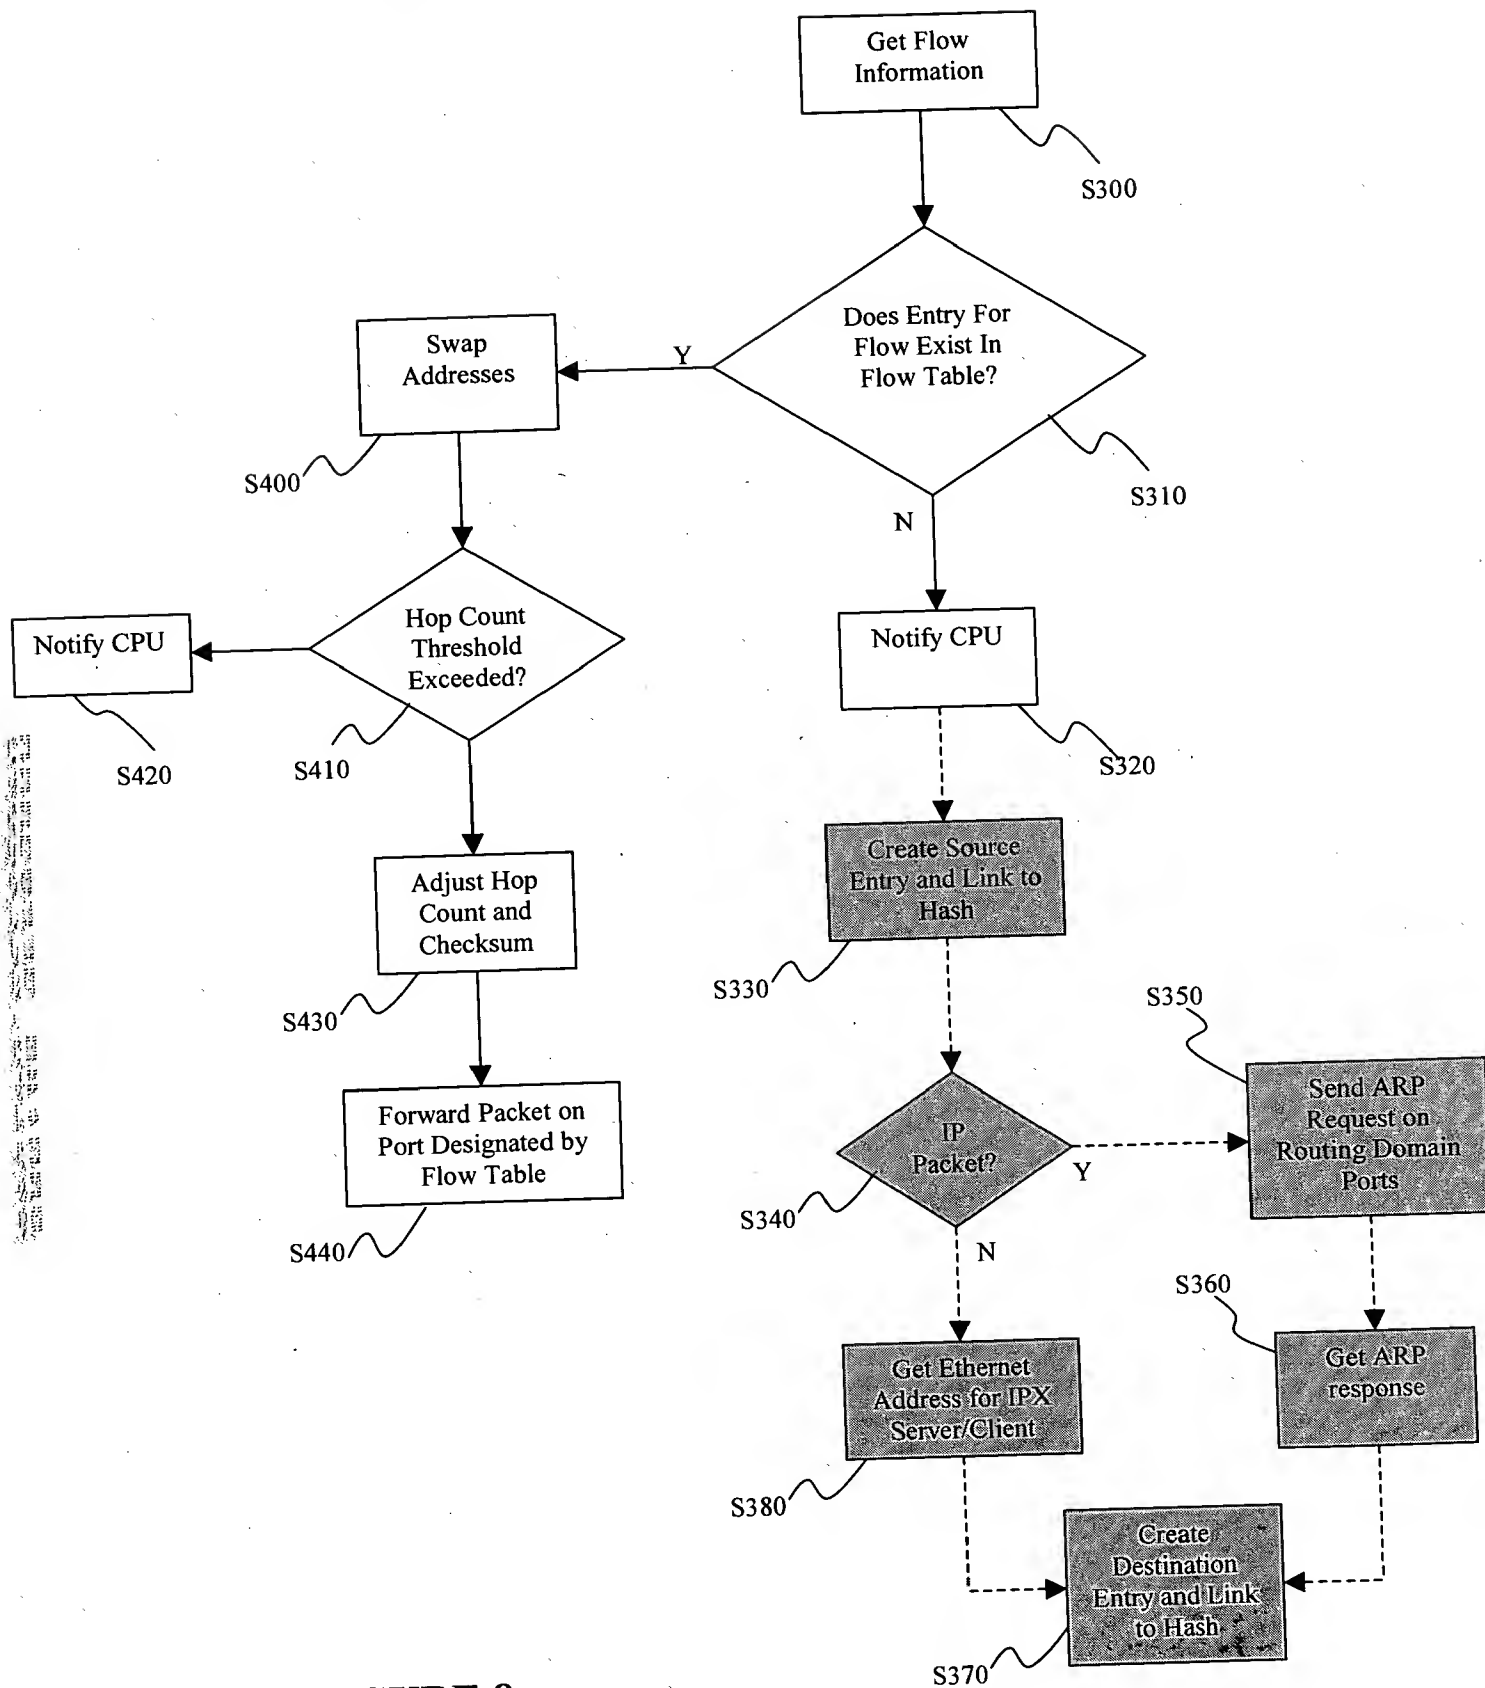 Get Flow
Information
S300
Does Entry For
Flow Exist In
Flow Table?
Y
Swap
Addresses
S400
S310
N
Hop Count
Threshold
Exceeded?
Notify CPU
Notify CPU
S420
S410
S320
Create Source
Entry and Link to
Hash
Adjust Hop
Count and
Checksum
S330
S350
S430
Send ARP
Request on
Routing Domain
Ports
Forward Packet on
Port Designated by
Flow Table
IP
Packet?
Y
S340
S440
N
S360
Get Ethernet
Address for IPX
Server/Client
Get ARP
response
S380
Create
Destination
Entry and Link
to Hash
S370